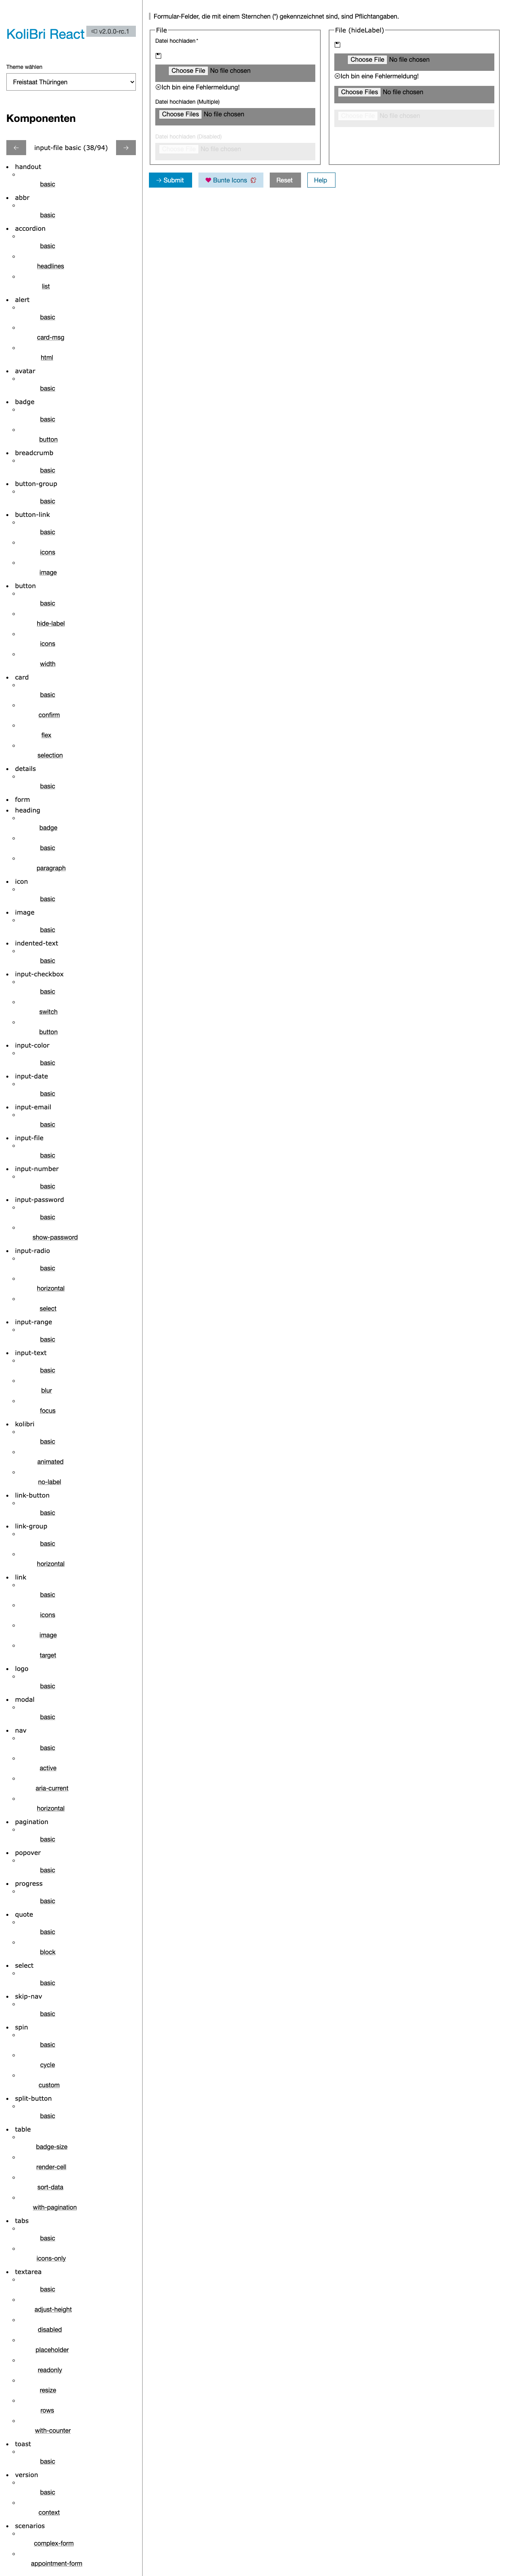 KoliBri React
v2.0.0-rc.1
Theme wählen
Freistaat Thüringen
Komponenten
input-file basic (38/94)
handout
basic
abbr
basic
accordion
basic
headlines
list
alert
basic
card-msg
html
avatar
basic
badge
basic
button
breadcrumb
basic
button-group
basic
button-link
basic
icons
image
button
basic
hide-label
icons
width
card
basic
confirm
flex
selection
details
basic
form
heading
badge
basic
paragraph
icon
basic
image
basic
indented-text
basic
input-checkbox
basic
switch
button
input-color
basic
input-date
basic
input-email
basic
input-file
basic
input-number
basic
input-password
basic
show-password
input-radio
basic
horizontal
select
input-range
basic
input-text
basic
blur
focus
kolibri
basic
animated
no-label
link-button
basic
link-group
basic
horizontal
link
basic
icons
image
target
logo
basic
modal
basic
nav
basic
active
aria-current
horizontal
pagination
basic
popover
basic
progress
basic
quote
basic
block
select
basic
skip-nav
basic
spin
basic
cycle
custom
split-button
basic
table
badge-size
render-cell
sort-data
with-pagination
tabs
basic
icons-only
textarea
basic
adjust-height
disabled
placeholder
readonly
resize
rows
with-counter
toast
basic
version
basic
context
scenarios
complex-form
appointment-form
Formular-Felder, die mit einem Sternchen (*) gekennzeichnet sind, sind Pflichtangaben.
File
Datei hochladen*
Choose File No file chosen
Ich bin eine Fehlermeldung!
Datei hochladen (Multiple)
Choose Files No file chosen
Datei hochladen (Disabled)
Choose File No file chosen
File (hideLabel)
Choose File No file chosen
Ich bin eine Fehlermeldung!
Choose Files No file chosen
Choose File No file chosen
Submit
Bunte Icons
Reset
Help